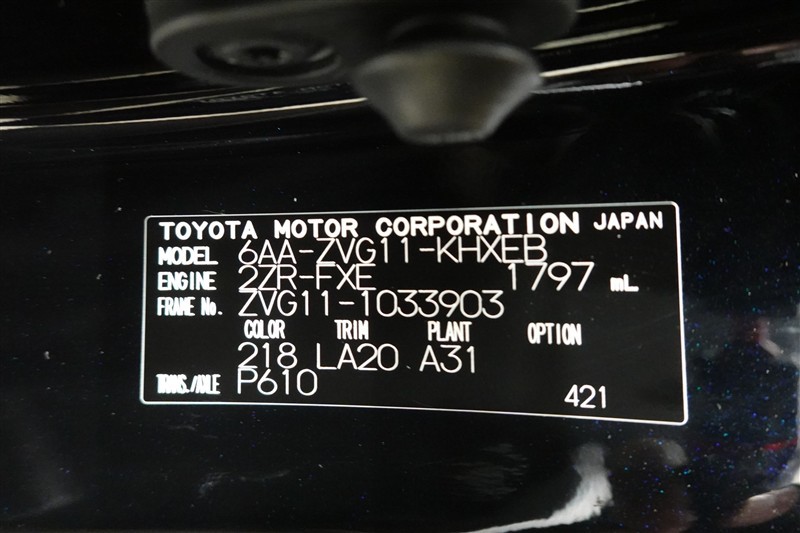 TOYOTA MOTOR CORPORATION JAPAN
MODEL 6AA-ZVG11-KHXEB
ENGINE 2ZR-FXE 1797 mL
FRAME No. ZVG11-1033903
COLOR TRIM PLANT OPTION
218 LA20 A31
TRANS./AXLE P610 421